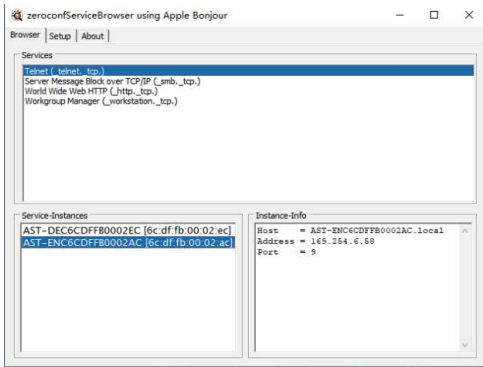 zeroconfServiceBrowser using Apple Bonjour
Browser Setup About
Services
Telnet (_telnet._tcp.)
Server Message Block over TCP/IP (_smb._tcp.)
World Wide Web HTTP (_http._tcp.)
Workgroup Manager (_workstation._tcp.)
Service-Instances
AST-DEC6CDFFB0002EC [6c:df:fb:00:02:ec]
AST-ENC6CDFFB0002AC [6c:df:fb:00:02:ac]
Instance-Info
Host = AST-ENC6CDFFB0002AC.local
Address = 169.254.6.58
Port = 9